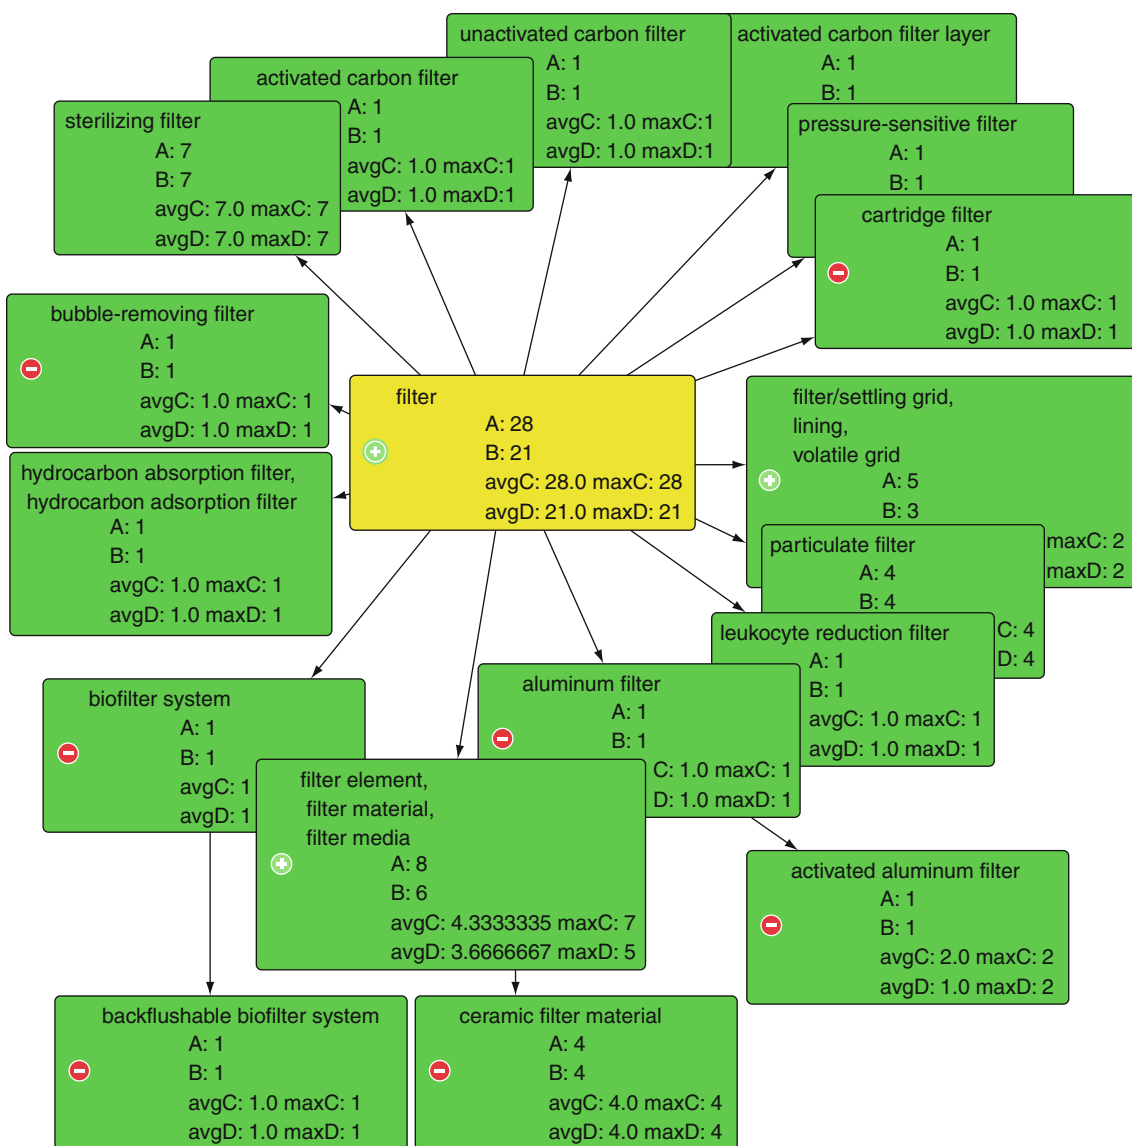 unactivated carbon filter
A: 1
B: 1
avgC: 1.0 maxC:1
avgD: 1.0 maxD:1
activated carbon filter layer
A: 1
B: 1
activated carbon filter
A: 1
B: 1
avgC: 1.0 maxC:1
avgD: 1.0 maxD:1
sterilizing filter
A: 7
B: 7
avgC: 7.0 maxC: 7
avgD: 7.0 maxD: 7
pressure-sensitive filter
A: 1
B: 1
cartridge filter
A: 1
B: 1
avgC: 1.0 maxC: 1
avgD: 1.0 maxD: 1
bubble-removing filter
A: 1
B: 1
avgC: 1.0 maxC: 1
avgD: 1.0 maxD: 1
filter
A: 28
B: 21
avgC: 28.0 maxC: 28
avgD: 21.0 maxD: 21
filter/settling grid,
lining,
volatile grid
A: 5
B: 3
maxC: 2
maxD: 2
hydrocarbon absorption filter,
hydrocarbon adsorption filter
A: 1
B: 1
avgC: 1.0 maxC: 1
avgD: 1.0 maxD: 1
particulate filter
A: 4
B: 4
C: 4
D: 4
leukocyte reduction filter
A: 1
B: 1
avgC: 1.0 maxC: 1
avgD: 1.0 maxD: 1
biofilter system
A: 1
B: 1
avgC: 1
avgD: 1
aluminum filter
A: 1
B: 1
C: 1.0 maxC: 1
D: 1.0 maxD: 1
filter element,
filter material,
filter media
A: 8
B: 6
avgC: 4.3333335 maxC: 7
avgD: 3.6666667 maxD: 5
activated aluminum filter
A: 1
B: 1
avgC: 2.0 maxC: 2
avgD: 1.0 maxD: 2
backflushable biofilter system
A: 1
B: 1
avgC: 1.0 maxC: 1
avgD: 1.0 maxD: 1
ceramic filter material
A: 4
B: 4
avgC: 4.0 maxC: 4
avgD: 4.0 maxD: 4